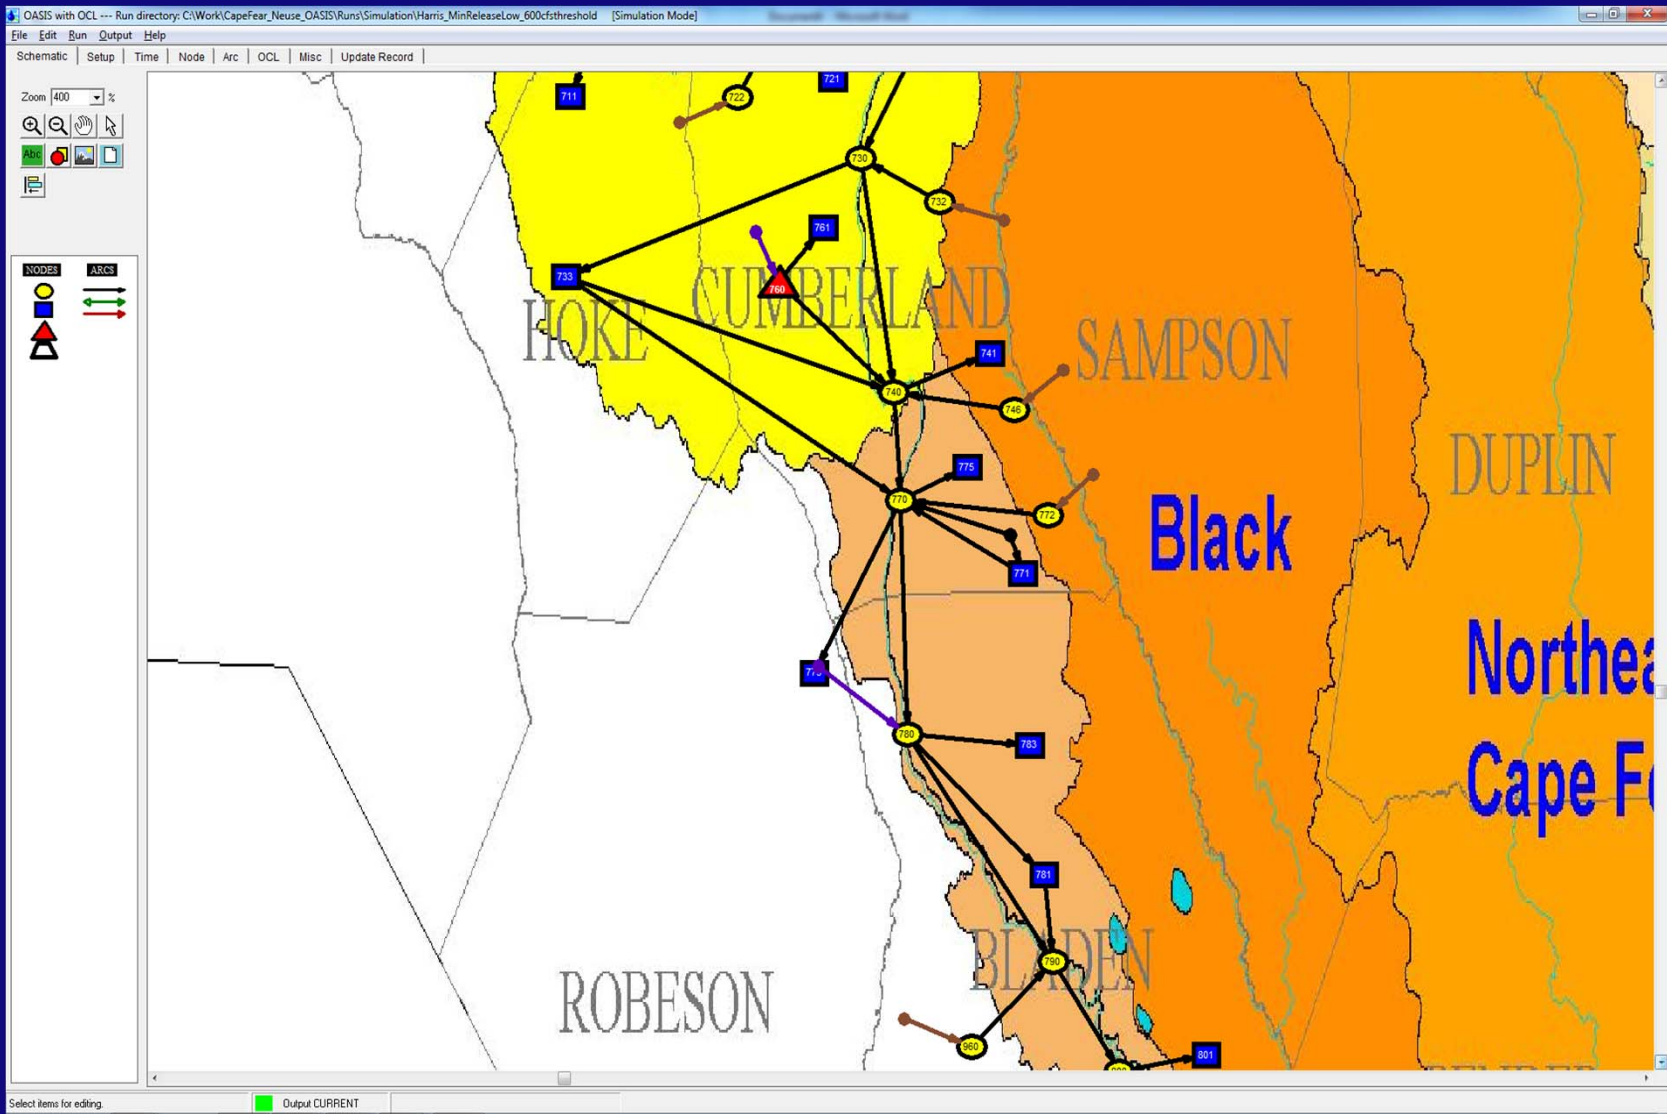 OASIS with OCL --- Run directory: C:\Work\CapeFear_Neuse_OASIS\Runs\Simulation\Harris_MinReleaseLow_600cfsthreshold [Simulation Mode]
File Edit Run Output Help
Schematic Setup Time Node Arc OCL Misc Update Record
Zoom 400 %
Abc
NODES ARCS
711
722
721
730
732
761
733
760
CUMBERLAND
HOKE
SAMPSON
741
740
746
DUPLIN
775
770
772
Black
771
Northea
780
783
Cape F
781
BLADEN
790
ROBESON
960
801
Select items for editing.
Output CURRENT